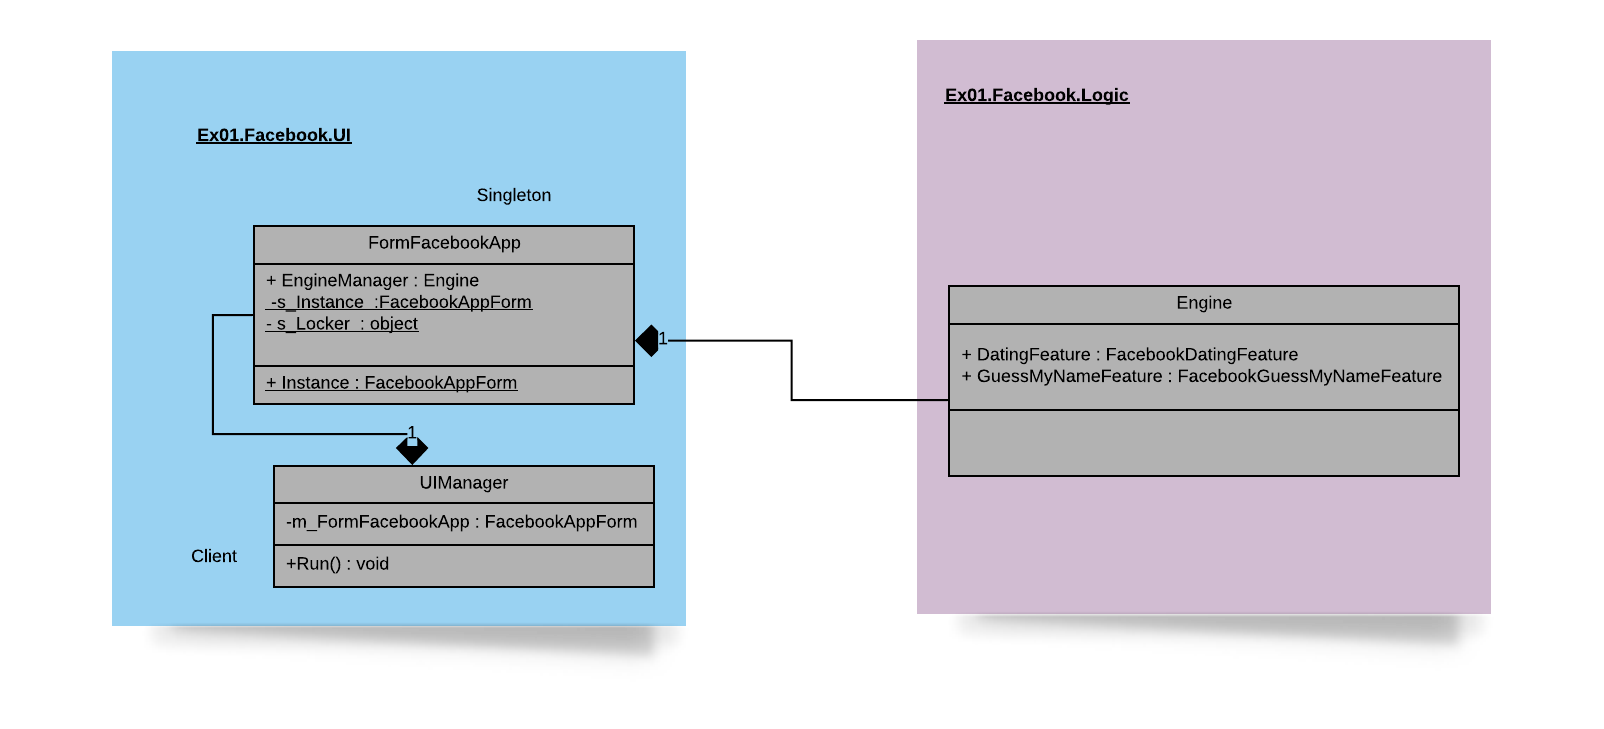 Ex01.Facebook.UI
Singleton
FormFacebookApp
+ EngineManager : Engine
-s_Instance :FacebookAppForm
- s_Locker : object
+ Instance : FacebookAppForm
1
1
UIManager
-m_FormFacebookApp : FacebookAppForm
+Run() : void
Client
Ex01.Facebook.Logic
Engine
+ DatingFeature : FacebookDatingFeature
+ GuessMyNameFeature : FacebookGuessMyNameFeature